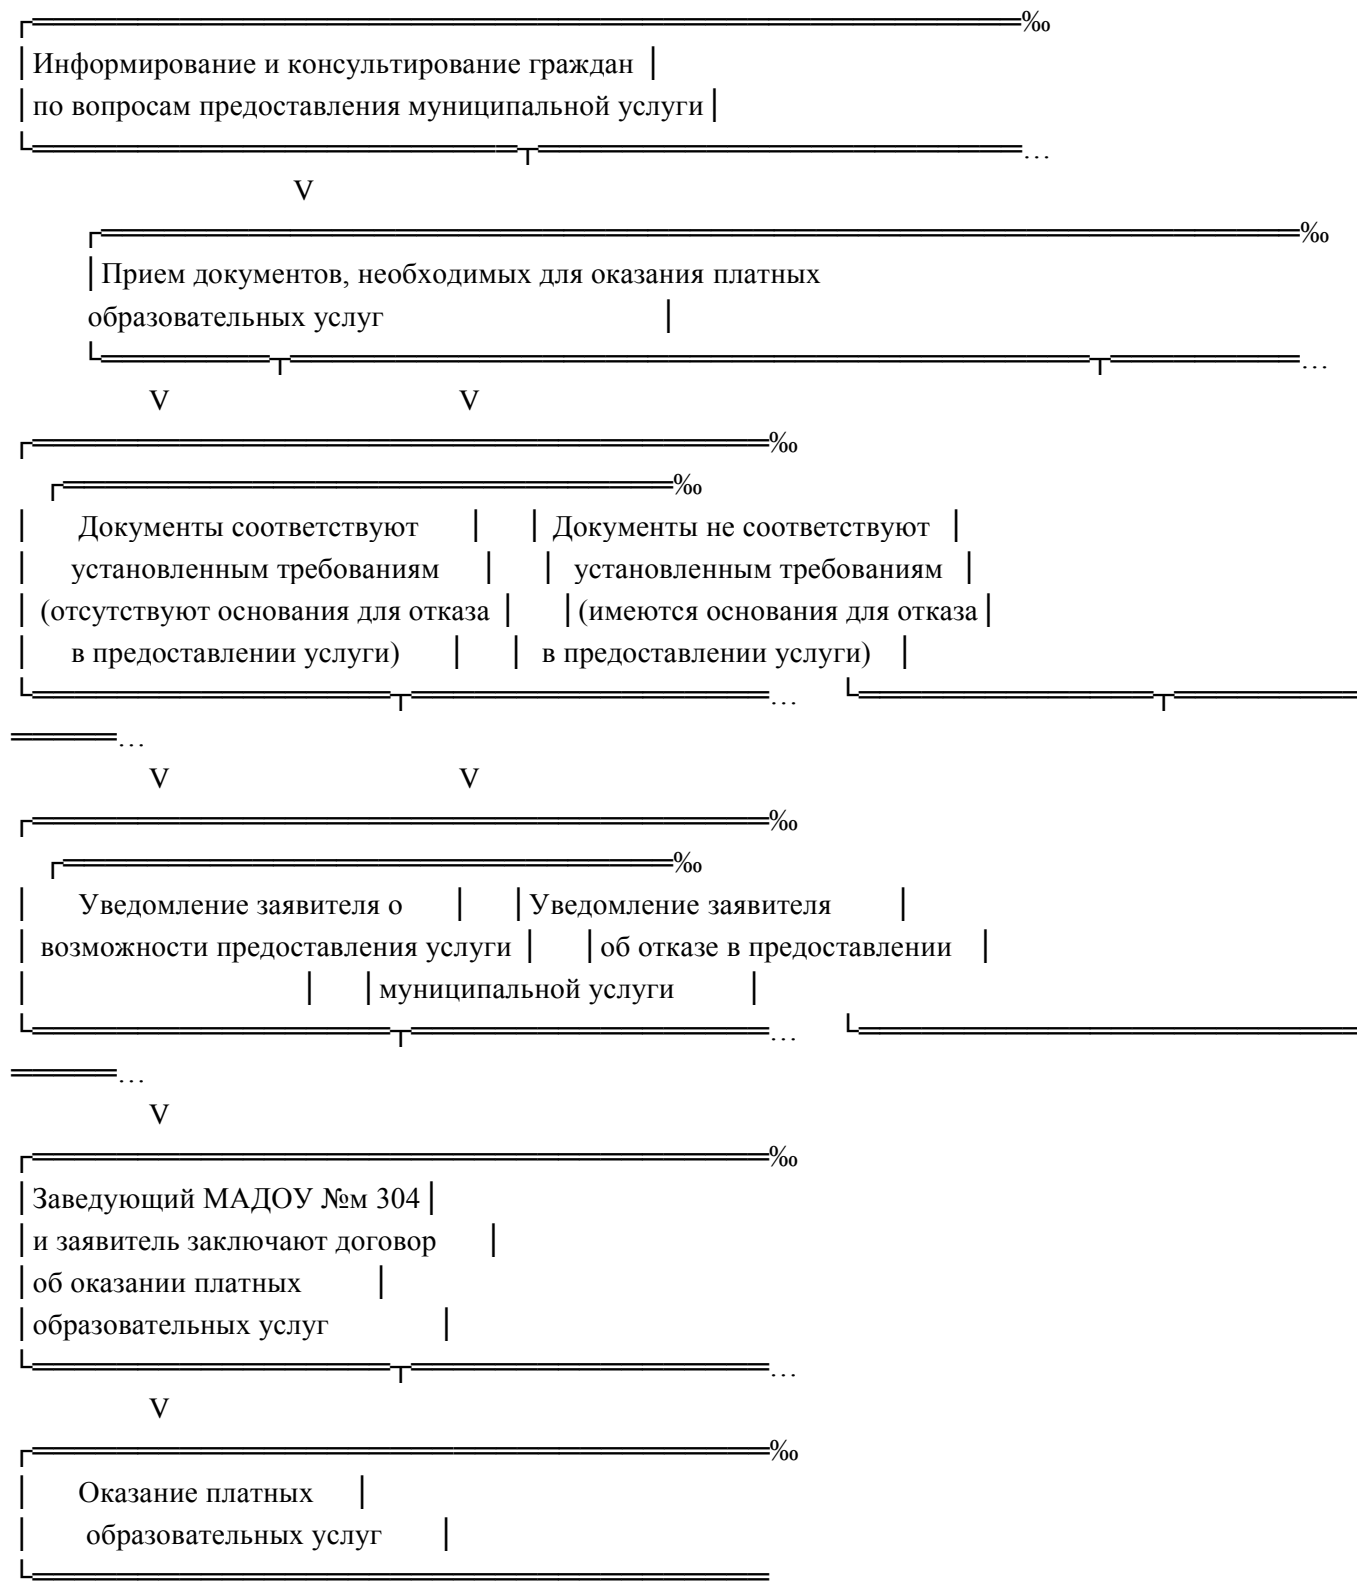 Информирование и консультирование граждан
по вопросам предоставления муниципальной услуги
V
Прием документов, необходимых для оказания платных
образовательных услуг
V V
Документы соответствуют Документы не соответствуют
установленным требованиям установленным требованиям
(отсутствуют основания для отказа (имеются основания для отказа
в предоставлении услуги) в предоставлении услуги)
V V
Уведомление заявителя о Уведомление заявителя
возможности предоставления услуги об отказе в предоставлении
муниципальной услуги
V
Заведующий МАДОУ №м 304
и заявитель заключают договор
об оказании платных
образовательных услуг
V
Оказание платных
образовательных услуг